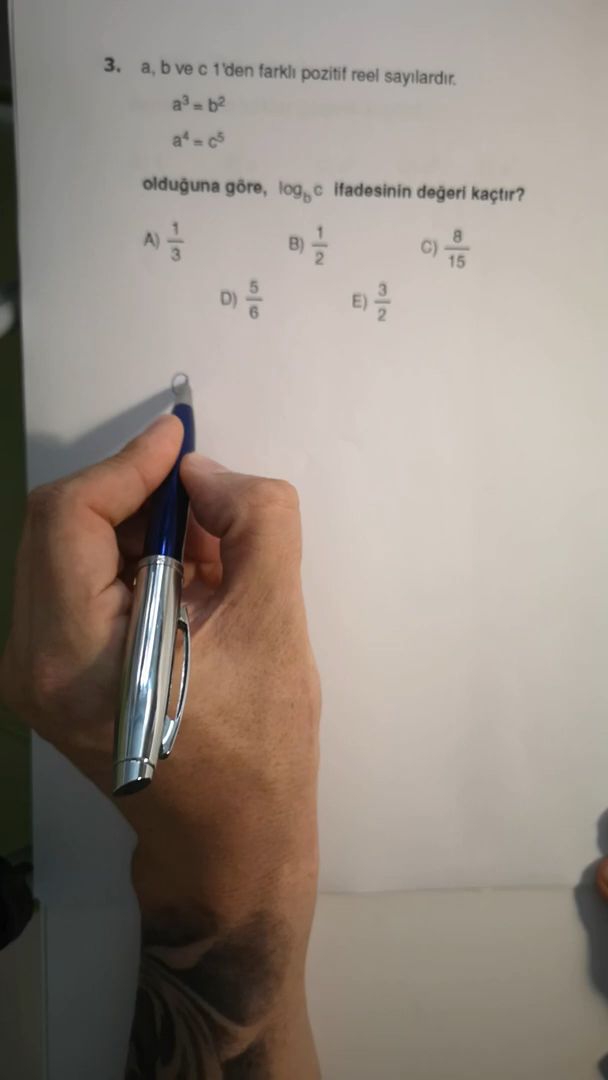 3. a, b ve c 1'den farklı pozitif reel sayılardır.
a³ = b²
a⁴ = c⁵
olduğuna göre, log_b c ifadesinin değeri kaçtır?
A) 1/3 B) 1/2 C) 8/15
D) 5/6 E) 3/2